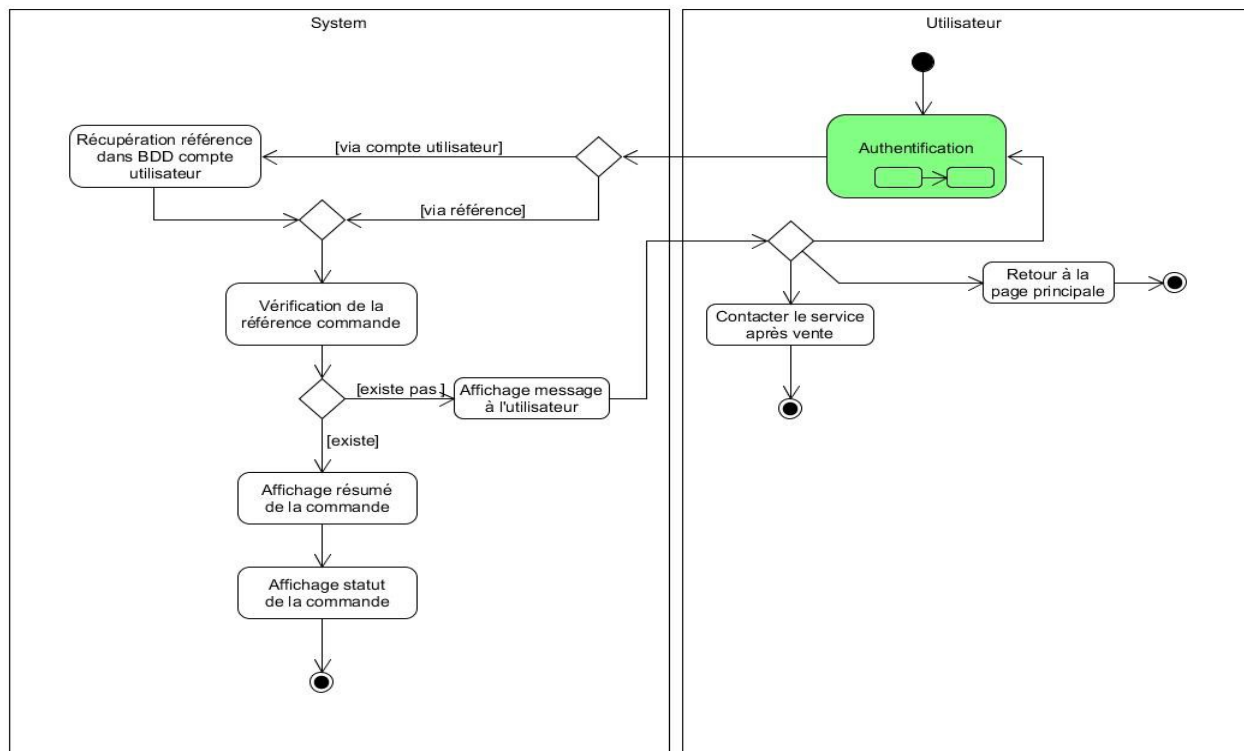 System
Utilisateur
Authentification
[via compte utilisateur]
Récupération référence
dans BDD compte
utilisateur
[via référence]
Vérification de la
référence commande
Retour à la
page principale
Contacter le service
après vente
[existe pas ]
Affichage message
à l'utilisateur
[existe]
Affichage résumé
de la commande
Affichage statut
de la commande